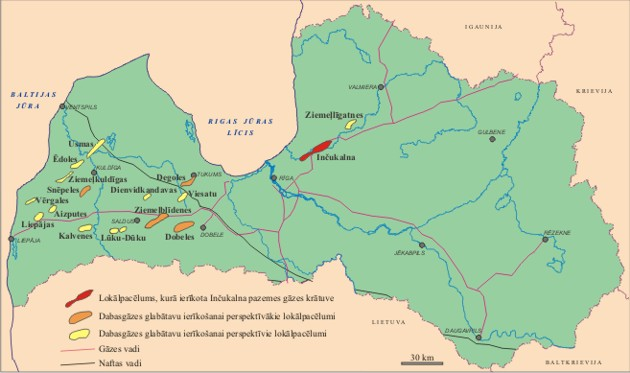 IGAUNIJA
KRIEVIJA
BALTIJAS
JŪRA
RIGAS JŪRAS
LĪCIS
VENTSPILS
VALMIERA
Ziemeļlīgatnes
GULBENE
Inčukalna
Usmas
Ēdoles
KULDĪGA
Ziemeļkuldīgas
Degoles
TUKUMS
RĪGA
Snēpeles
Dienvidkandavas
Viesatu
Vērgales
Aizputes
Ziemeļblīdenes
Liepājas
SALDUS
Kalvenes
Lūku-Dūku
Dobeles
DOBELE
LIEPĀJA
JĒKABPILS
RĒZEKNE
Lokālpacēlums, kurā ierīkota Inčukalna pazemes gāzes krātuve
Dabasgāzes glabātavu ierīkošanai perspektīvākie lokālpacēlumi
Dabasgāzes glabātavu ierīkošanai perspektīvie lokālpacēlumi
Gāzes vadi
Naftas vadi
LIETUVA
DAUGAVPILS
30 km
BALTKRIEVIJA